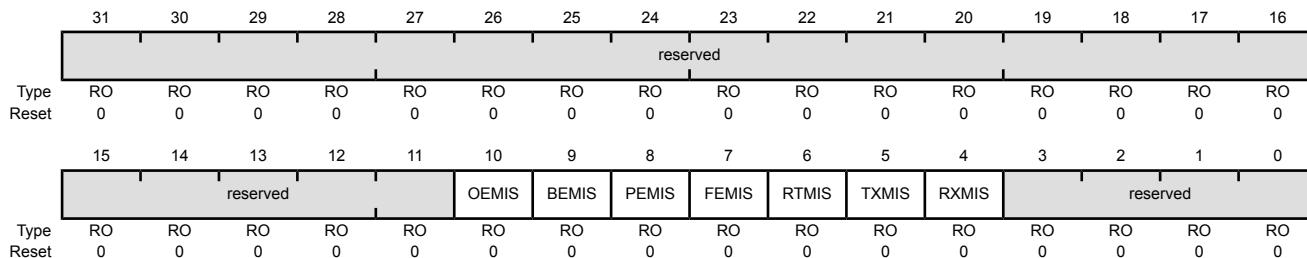 31 30 29 28 27 26 25 24 23 22 21 20 19 18 17 16
reserved
Type RO RO RO RO RO RO RO RO RO RO RO RO RO RO RO RO
Reset 0 0 0 0 0 0 0 0 0 0 0 0 0 0 0 0
15 14 13 12 11 10 9 8 7 6 5 4 3 2 1 0
reserved OEMIS BEMIS PEMIS FEMIS RTMIS TXMIS RXMIS reserved
Type RO RO RO RO RO RO RO RO RO RO RO RO RO RO RO RO
Reset 0 0 0 0 0 0 0 0 0 0 0 0 0 0 0 0